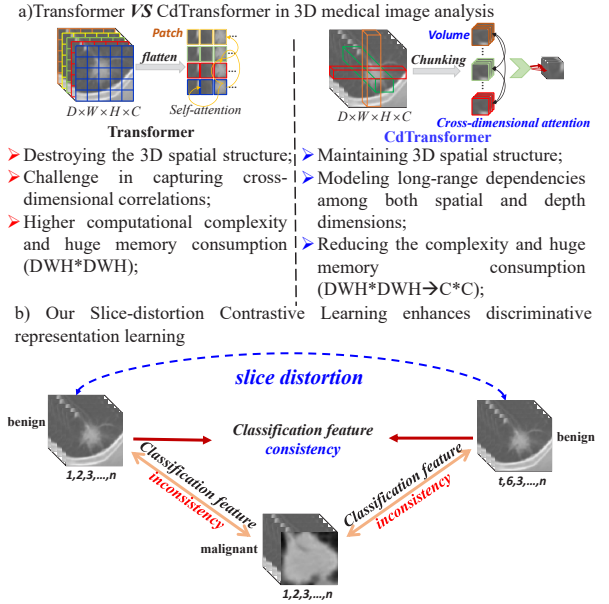 a)Transformer VS CdTransformer in 3D medical image analysis
Patch
flatten
...
...
...
...
D×W×H×C
Self-attention
Transformer
Volume
Chunking
D×W×H×C
Cross-dimensional attention
CdTransformer
Destroying the 3D spatial structure;
Challenge in capturing cross-
dimensional correlations;
Higher computational complexity
and huge memory consumption
(DWH*DWH);
Maintaining 3D spatial structure;
Modeling long-range dependencies
among both spatial and depth
dimensions;
Reducing the complexity and huge
memory consumption
(DWH*DWH→C*C);
b) Our Slice-distortion Contrastive Learning enhances discriminative
representation learning
slice distortion
benign
Classification feature
consistency
benign
1,2,3,...,n
t,6,3,...,n
Classification feature
inconsistency
Classification feature
inconsistency
malignant
1,2,3,...,n